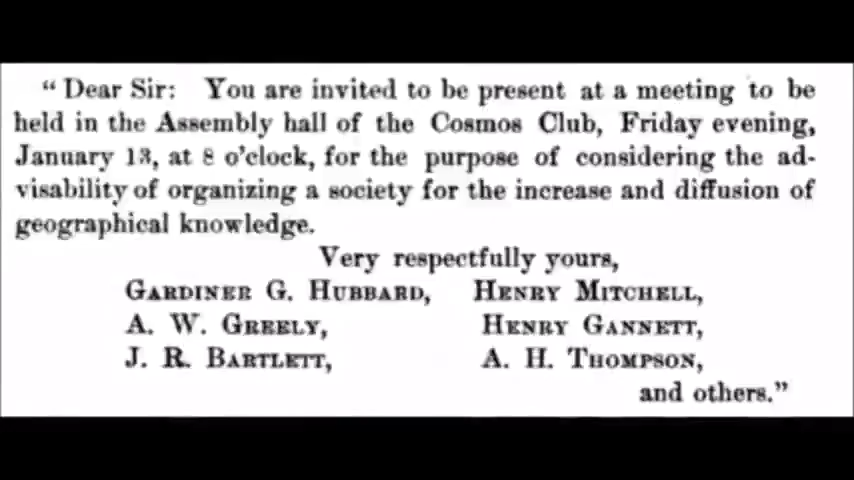 “Dear Sir: You are invited to be present at a meeting to be
held in the Assembly hall of the Cosmos Club, Friday evening,
January 13, at 8 o’clock, for the purpose of considering the ad-
visability of organizing a society for the increase and diffusion of
geographical knowledge.
Very respectfully yours,
GARDINER G. HUBBARD, HENRY MITCHELL,
A. W. GREELY, HENRY GANNETT,
J. R. BARTLETT, A. H. THOMPSON,
and others.”